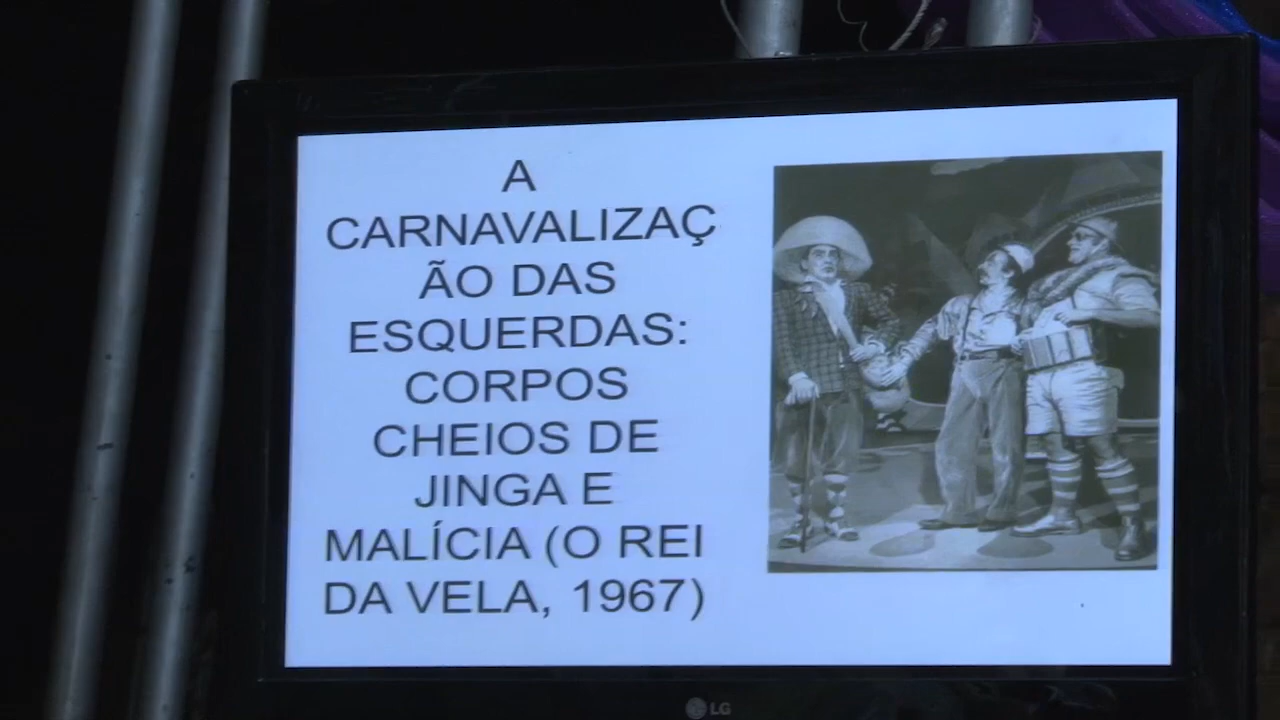 A
CARNAVALIZAÇ
ÃO DAS
ESQUERDAS:
CORPOS
CHEIOS DE
JINGA E
MALÍCIA (O REI
DA VELA, 1967)
LG